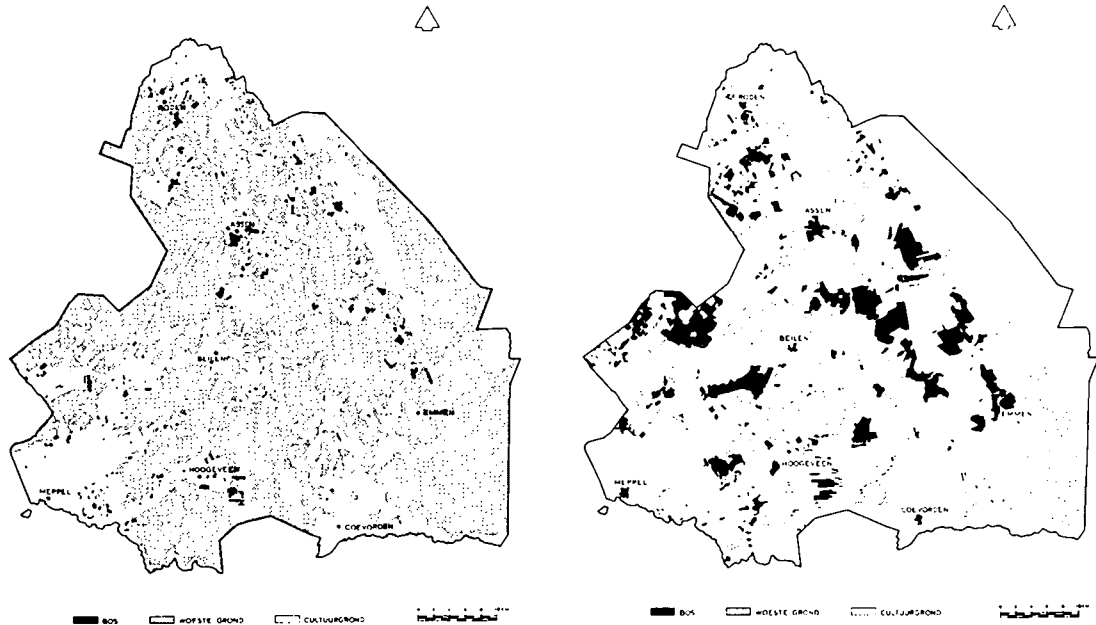 RODEN
ASSEN
BEILEN
EMMEN
HOOGEVEEN
MEPPEL
COEVORDEN
BOS WOESTE GROND CULTUURGROND
RODEN
ASSEN
BEILEN
EMMEN
HOOGEVEEN
MEPPEL
COEVORDEN
BOS WOESTE GROND CULTUURGROND